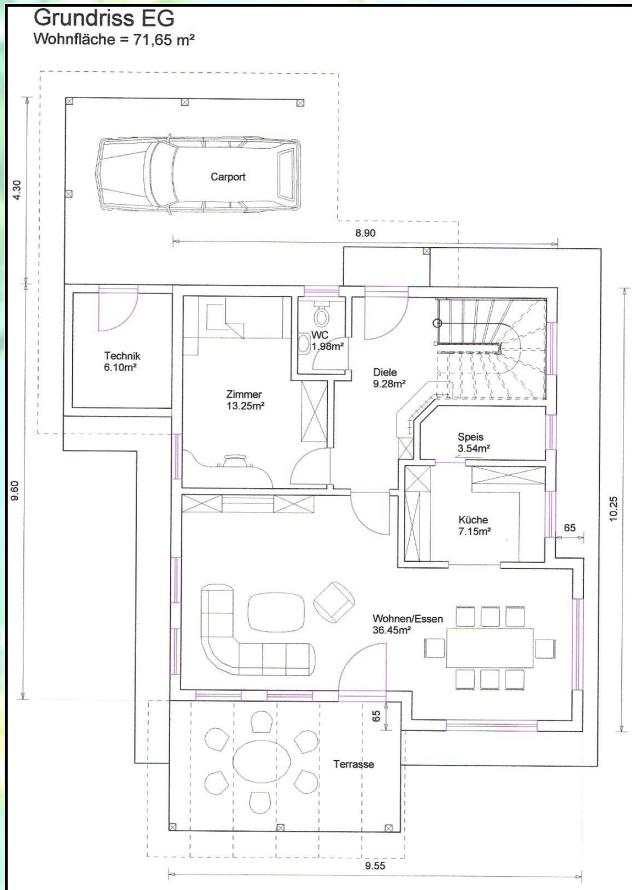 Grundriss EG
Wohnfläche = 71,65 m²
Carport
4.30
8.90
Technik
6.10m²
WC
1.98m²
Diele
9.28m²
Zimmer
13.25m²
Speis
3.54m²
Küche
7.15m²
65
9.60
10.25
Wohnen/Essen
36.45m²
65
Terrasse
9.55